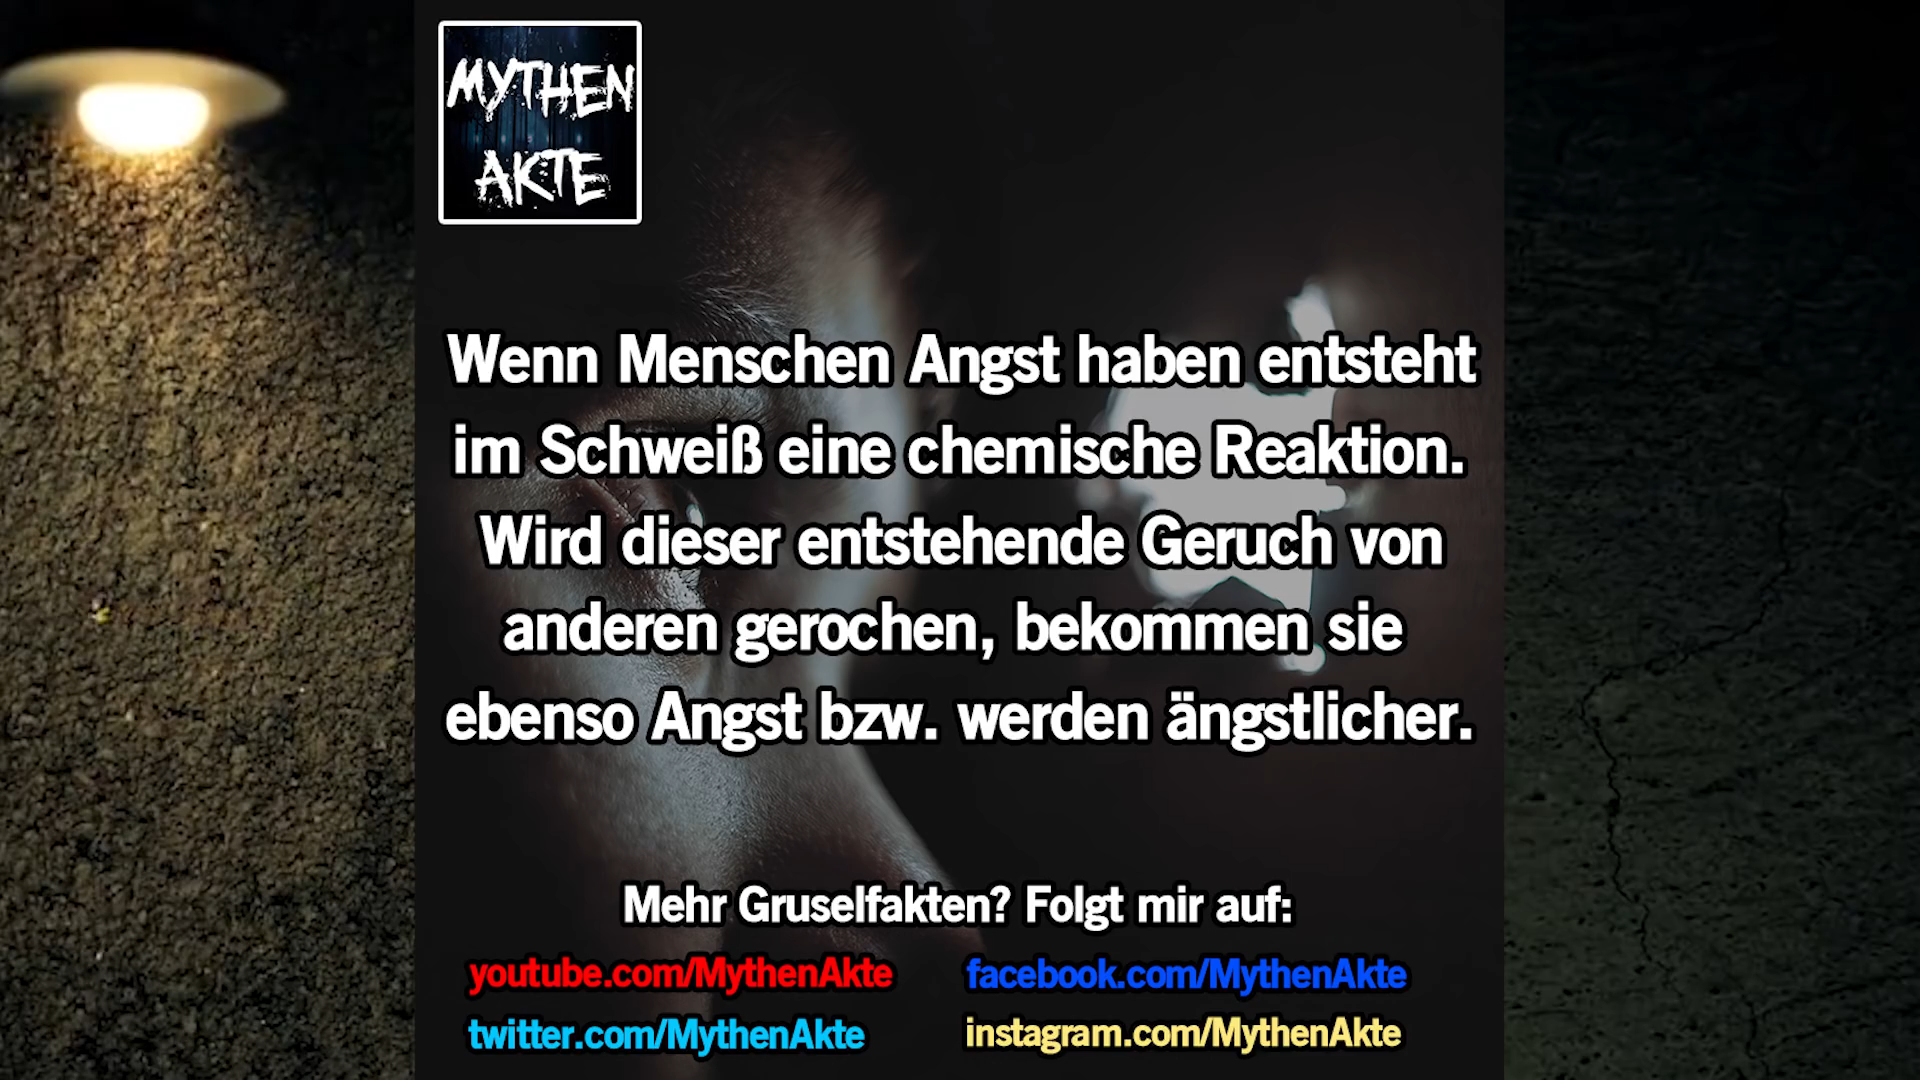 MYTHEN
AKTE
Wenn Menschen Angst haben entsteht
im Schweiß eine chemische Reaktion.
Wird dieser entstehende Geruch von
anderen gerochen, bekommen sie
ebenso Angst bzw. werden ängstlicher.
Mehr Gruselfakten? Folgt mir auf:
youtube.com/MythenAkte
facebook.com/MythenAkte
twitter.com/MythenAkte
instagram.com/MythenAkte